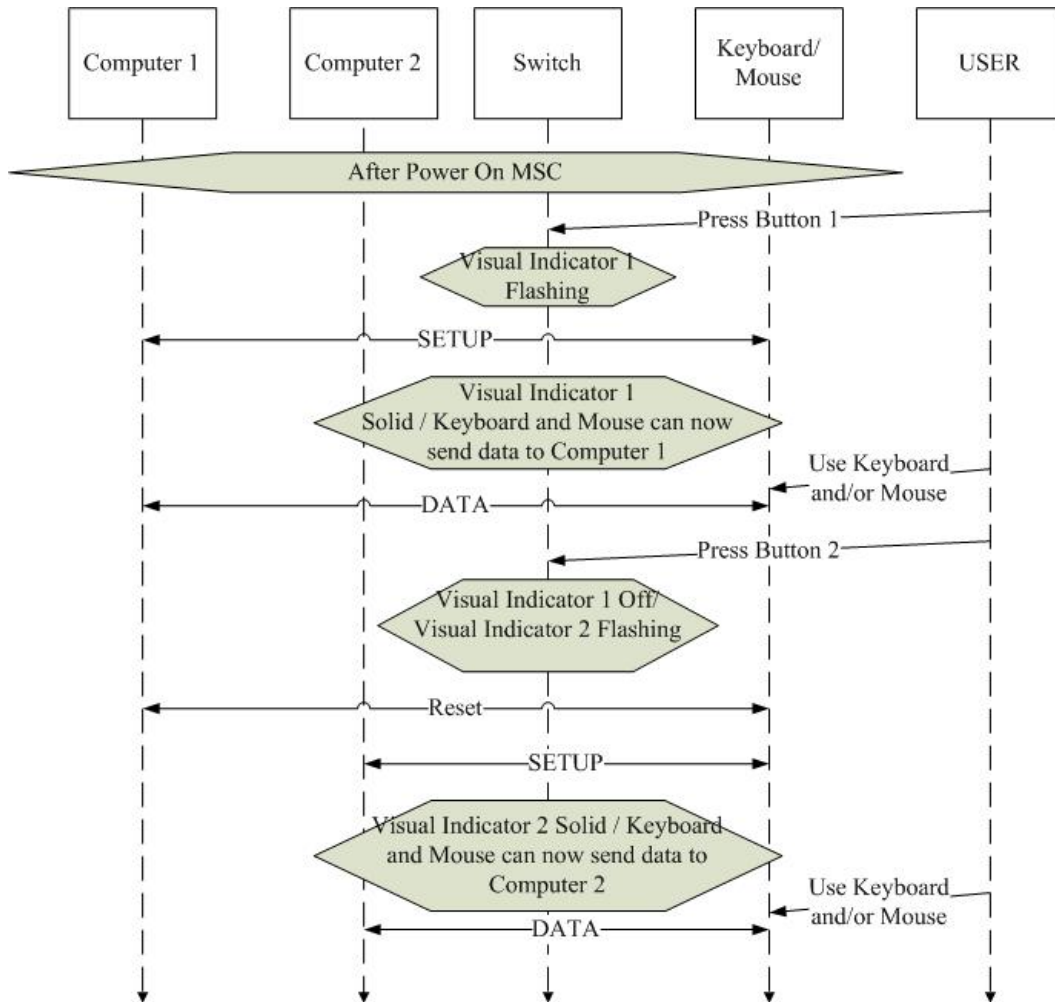 Computer 1
Computer 2
Switch
Keyboard/
Mouse
USER
After Power On MSC
Press Button 1
Visual Indicator 1
Flashing
SETUP
Visual Indicator 1
Solid / Keyboard and Mouse can now
send data to Computer 1
Use Keyboard
and/or Mouse
DATA
Press Button 2
Visual Indicator 1 Off/
Visual Indicator 2 Flashing
Reset
SETUP
Visual Indicator 2 Solid / Keyboard
and Mouse can now send data to
Computer 2
Use Keyboard
and/or Mouse
DATA